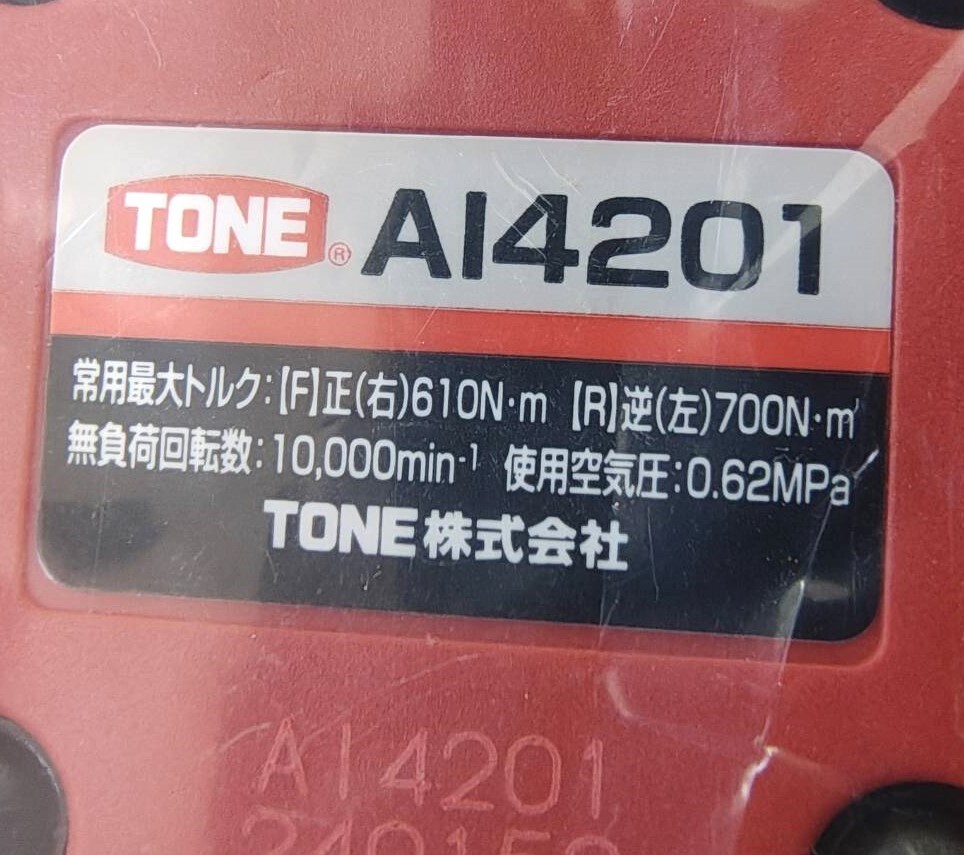 TONE® AI4201
常用最大トルク:【F】正(右)610N·m 【R】逆(左)700N·m
無負荷回転数:10,000min-1 使用空気圧:0.62MPa
TONE株式会社
AI4201